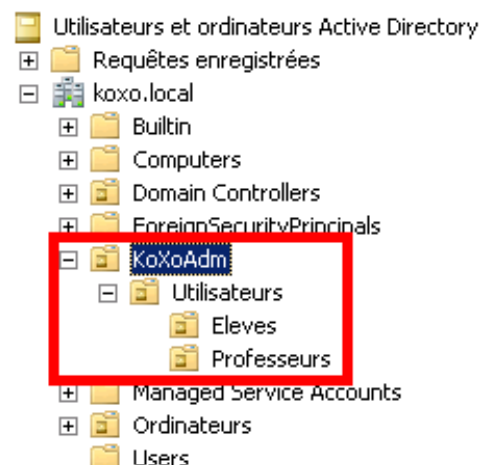 Utilisateurs et ordinateurs Active Directory
Requêtes enregistrées
koxo.local
Builtin
Computers
Domain Controllers
ForeignSecurityPrincipals
KoXoAdm
Utilisateurs
Eleves
Professeurs
Managed Service Accounts
Ordinateurs
Users